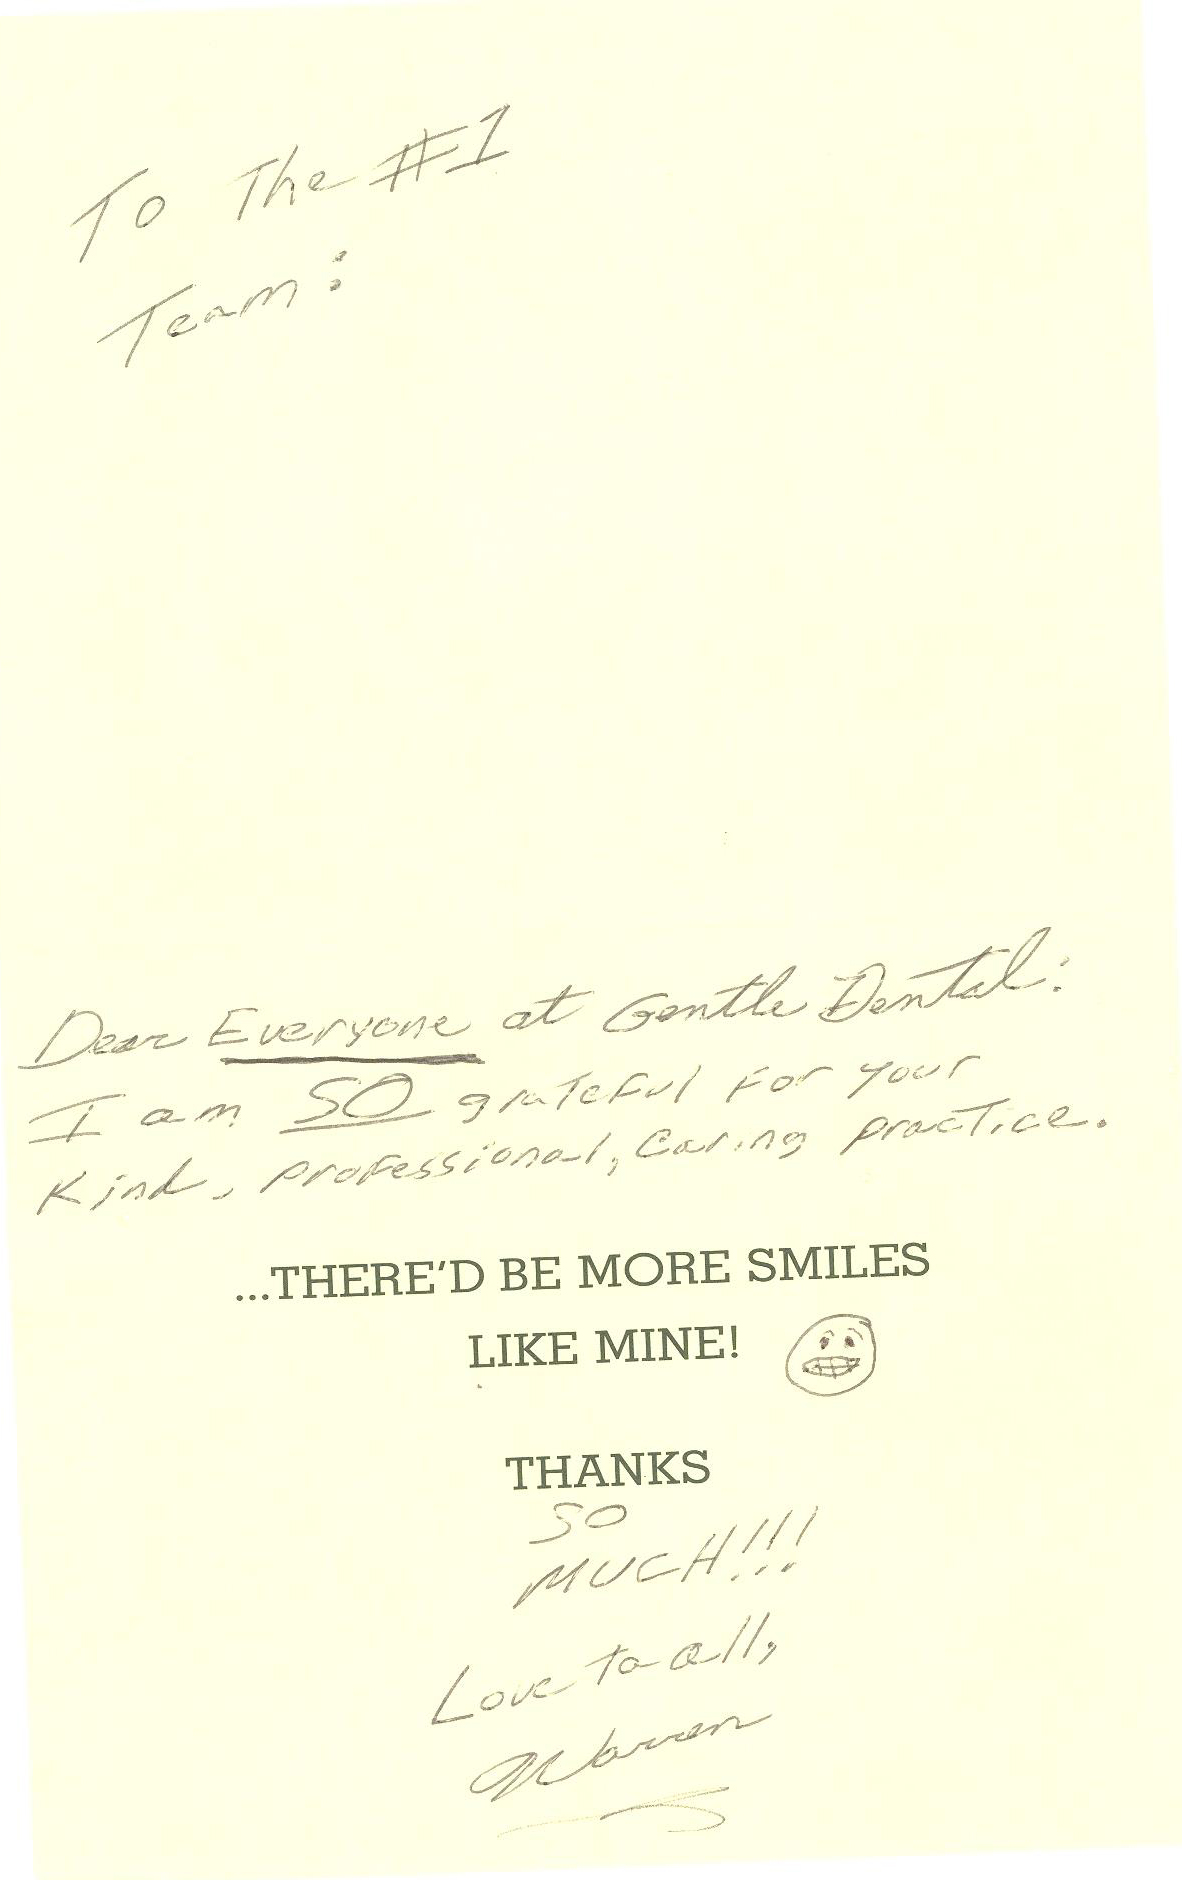 To The #1
Team:
Dear Everyone at Gentle Dental:
I am SO grateful for your
Kind, professional, caring practice.
...THERE'D BE MORE SMILES
LIKE MINE!
THANKS
SO
MUCH!!!
Love to all,
Warren